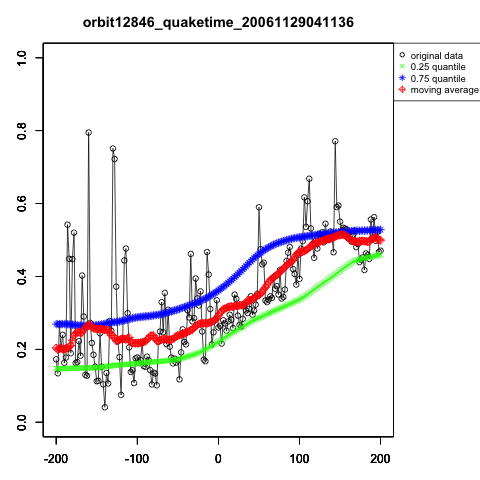 orbit12846_quaketime_20061129041136
original data
0.25 quantile
0.75 quantile
moving average
1.0
0.8
0.6
0.4
0.2
0.0
-200 -100 0 100 200